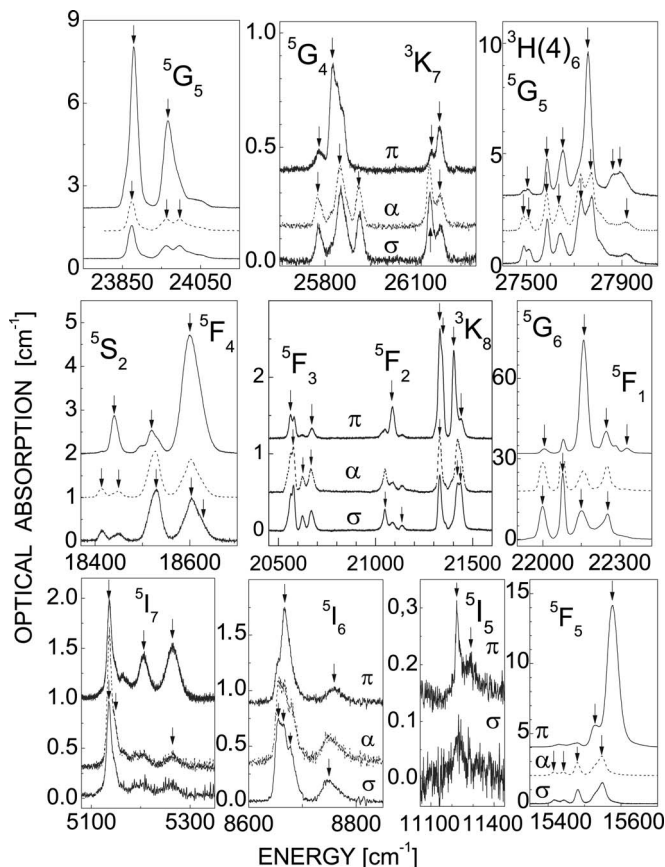 OPTICAL ABSORPTION [cm⁻¹]
9
6
3
0
⁵G₅
23850 24050
1.0
0.5
0.0
⁵G₄ ³K₇
π
α
σ
25800 26100
10
5
0
³H(4)₆
⁵G₅
27500 27900
5
4
3
2
1
0
⁵S₂ ⁵F₄
18400 18600
2
1
0
⁵F₃ ⁵F₂ ³K₈
π
α
σ
20500 21000 21500
60
30
0
⁵G₆ ⁵F₁
22000 22300
2.0
1.5
1.0
0.5
0.0
⁵I₇
5100 5300
1.5
1.0
0.5
0.0
⁵I₆
π
α
σ
8600 8800
0,3
0,2
0.1
0.0
⁵I₅
π
σ
11100 11400
15
10
5
0
⁵F₅
π
α
σ
15400 15600
ENERGY [cm⁻¹]